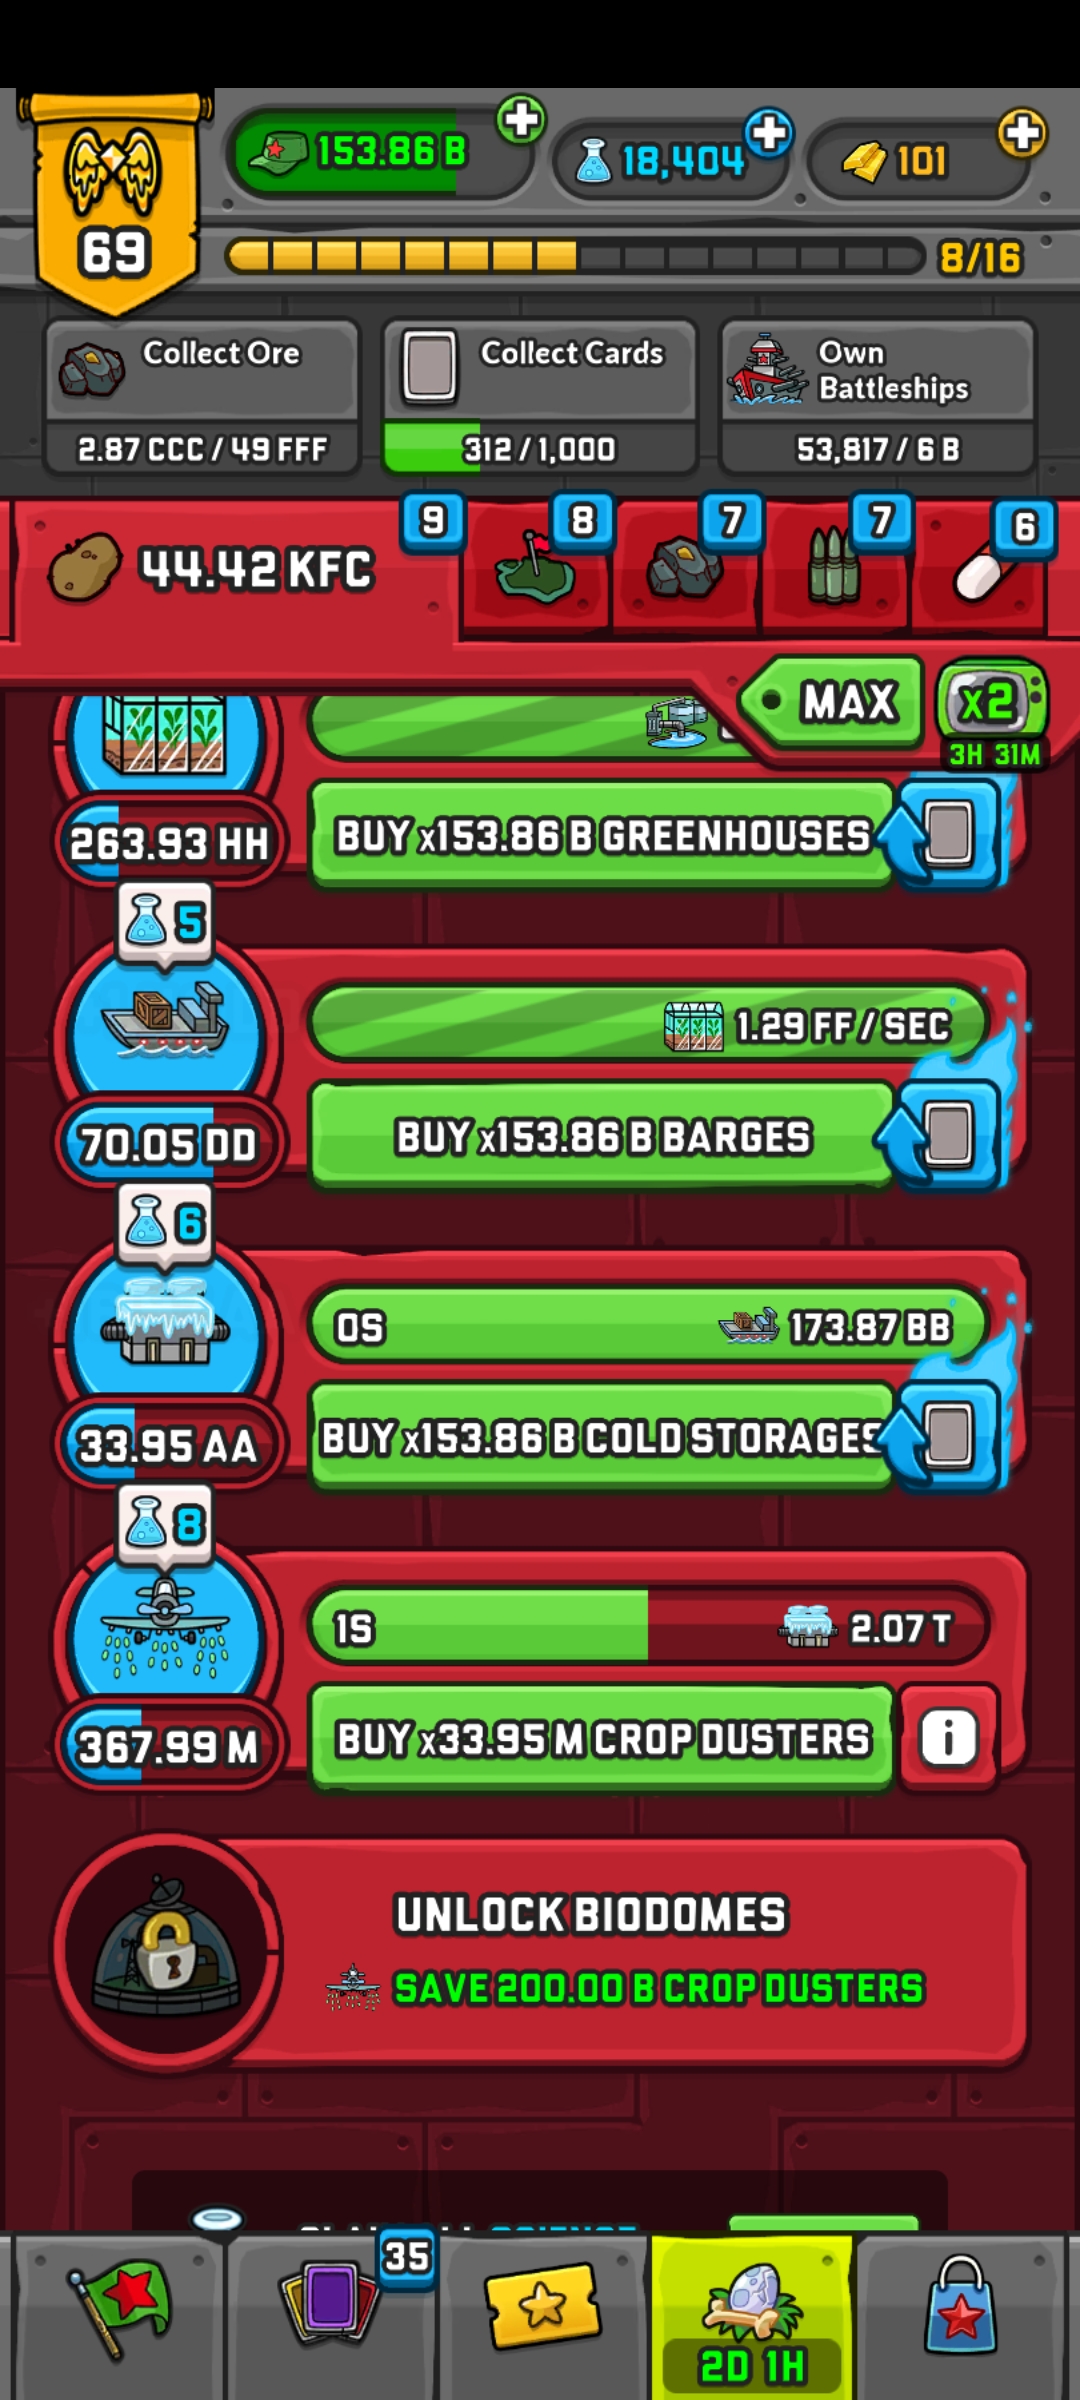 153.86 B
18,404
101
69
8/16
Collect Ore
2.87 CCC / 49 FFF
Collect Cards
312 / 1,000
Own
Battleships
53,817 / 6 B
44.42 KFC
9
8
7
7
6
MAX
x2
3H 31M
263.93 HH
BUY x153.86 B GREENHOUSES
5
1.29 FF / SEC
70.05 DD
BUY x153.86 B BARGES
6
0S
173.87 BB
33.95 AA
BUY x153.86 B COLD STORAGES
8
1S
2.07 T
367.99 M
BUY x33.95 M CROP DUSTERS
i
UNLOCK BIODOMES
SAVE 200.00 B CROP DUSTERS
35
2D 1H